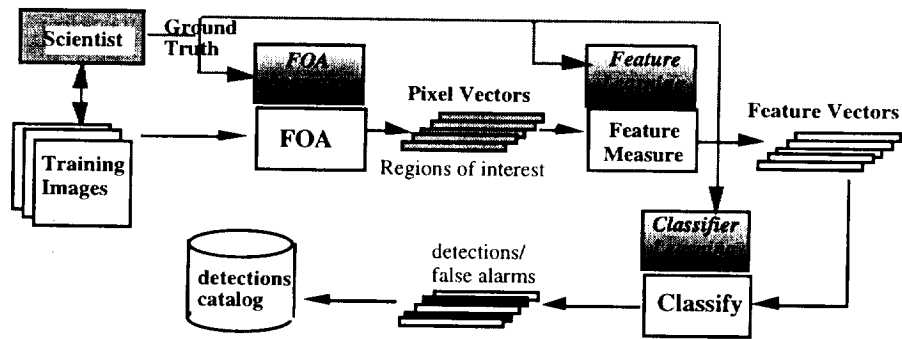 Scientist
Ground
Truth
FOA
Feature
Pixel Vectors
Feature Vectors
FOA
Feature
Measure
Training
Images
Regions of interest
Classifier
detections/
false alarms
detections
catalog
Classify